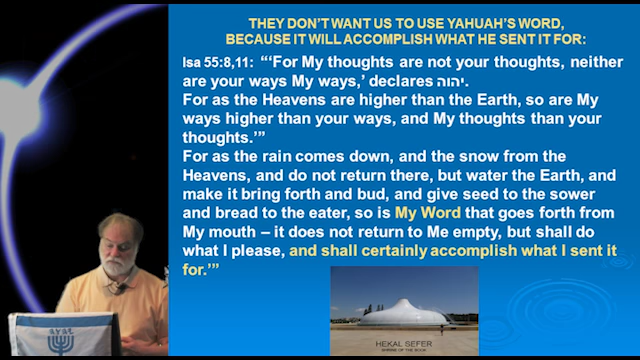 THEY DON'T WANT US TO USE YAHUAH'S WORD,
BECAUSE IT WILL ACCOMPLISH WHAT HE SENT IT FOR:
Isa 55:8,11: “‘For My thoughts are not your thoughts, neither
are your ways My ways,’ declares יהוה.
For as the Heavens are higher than the Earth, so are My
ways higher than your ways, and My thoughts than your
thoughts.’”
For as the rain comes down, and the snow from the
Heavens, and do not return there, but water the Earth, and
make it bring forth and bud, and give seed to the sower
and bread to the eater, so is My Word that goes forth from
My mouth – it does not return to Me empty, but shall do
what I please, and shall certainly accomplish what I sent it
for.’”
HEKAL SEFER
SHRINE OF THE BOOK